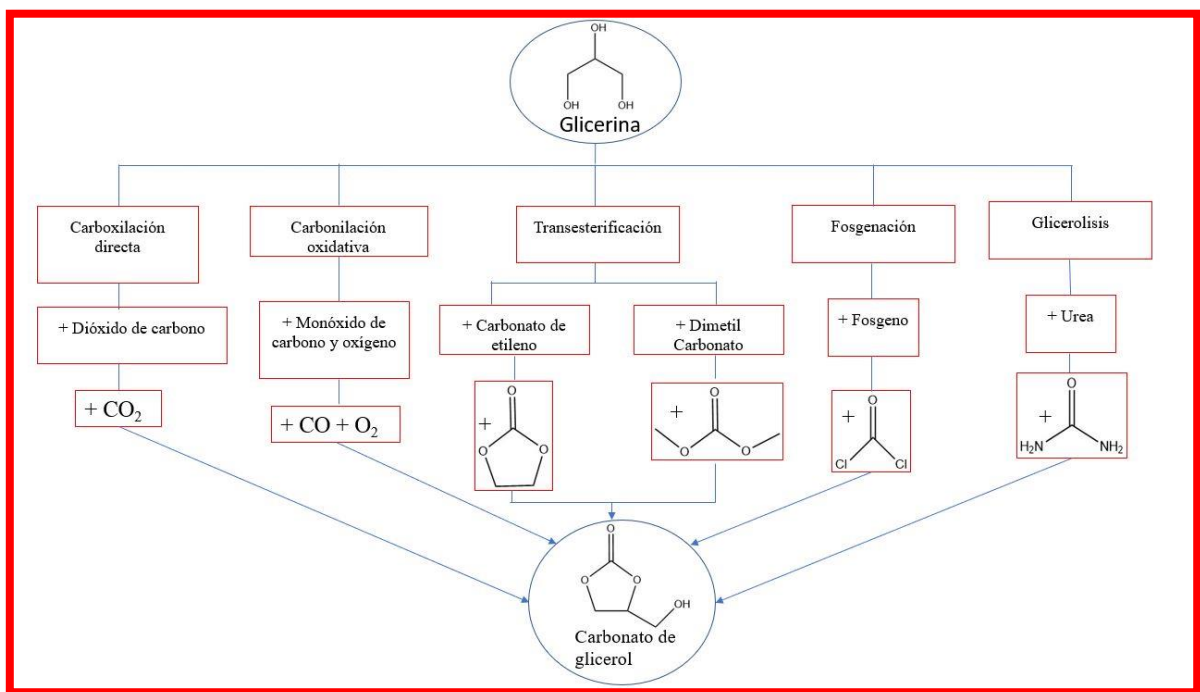 OH
OH
OH
Glicerina
Carboxilación
directa
Carbonilación
oxidativa
Transesterificación
Fosgenación
Glicerolisis
+ Dióxido de carbono
+ Monóxido de
carbono y oxígeno
+ Carbonato de
etileno
+ Dimetil
Carbonato
+ Fosgeno
+ Urea
+ CO₂
+ CO + O₂
+
O
O
O
+
O
O
O
+
O
Cl
Cl
+
O
H₂N
NH₂
O
O
O
OH
Carbonato de
glicerol